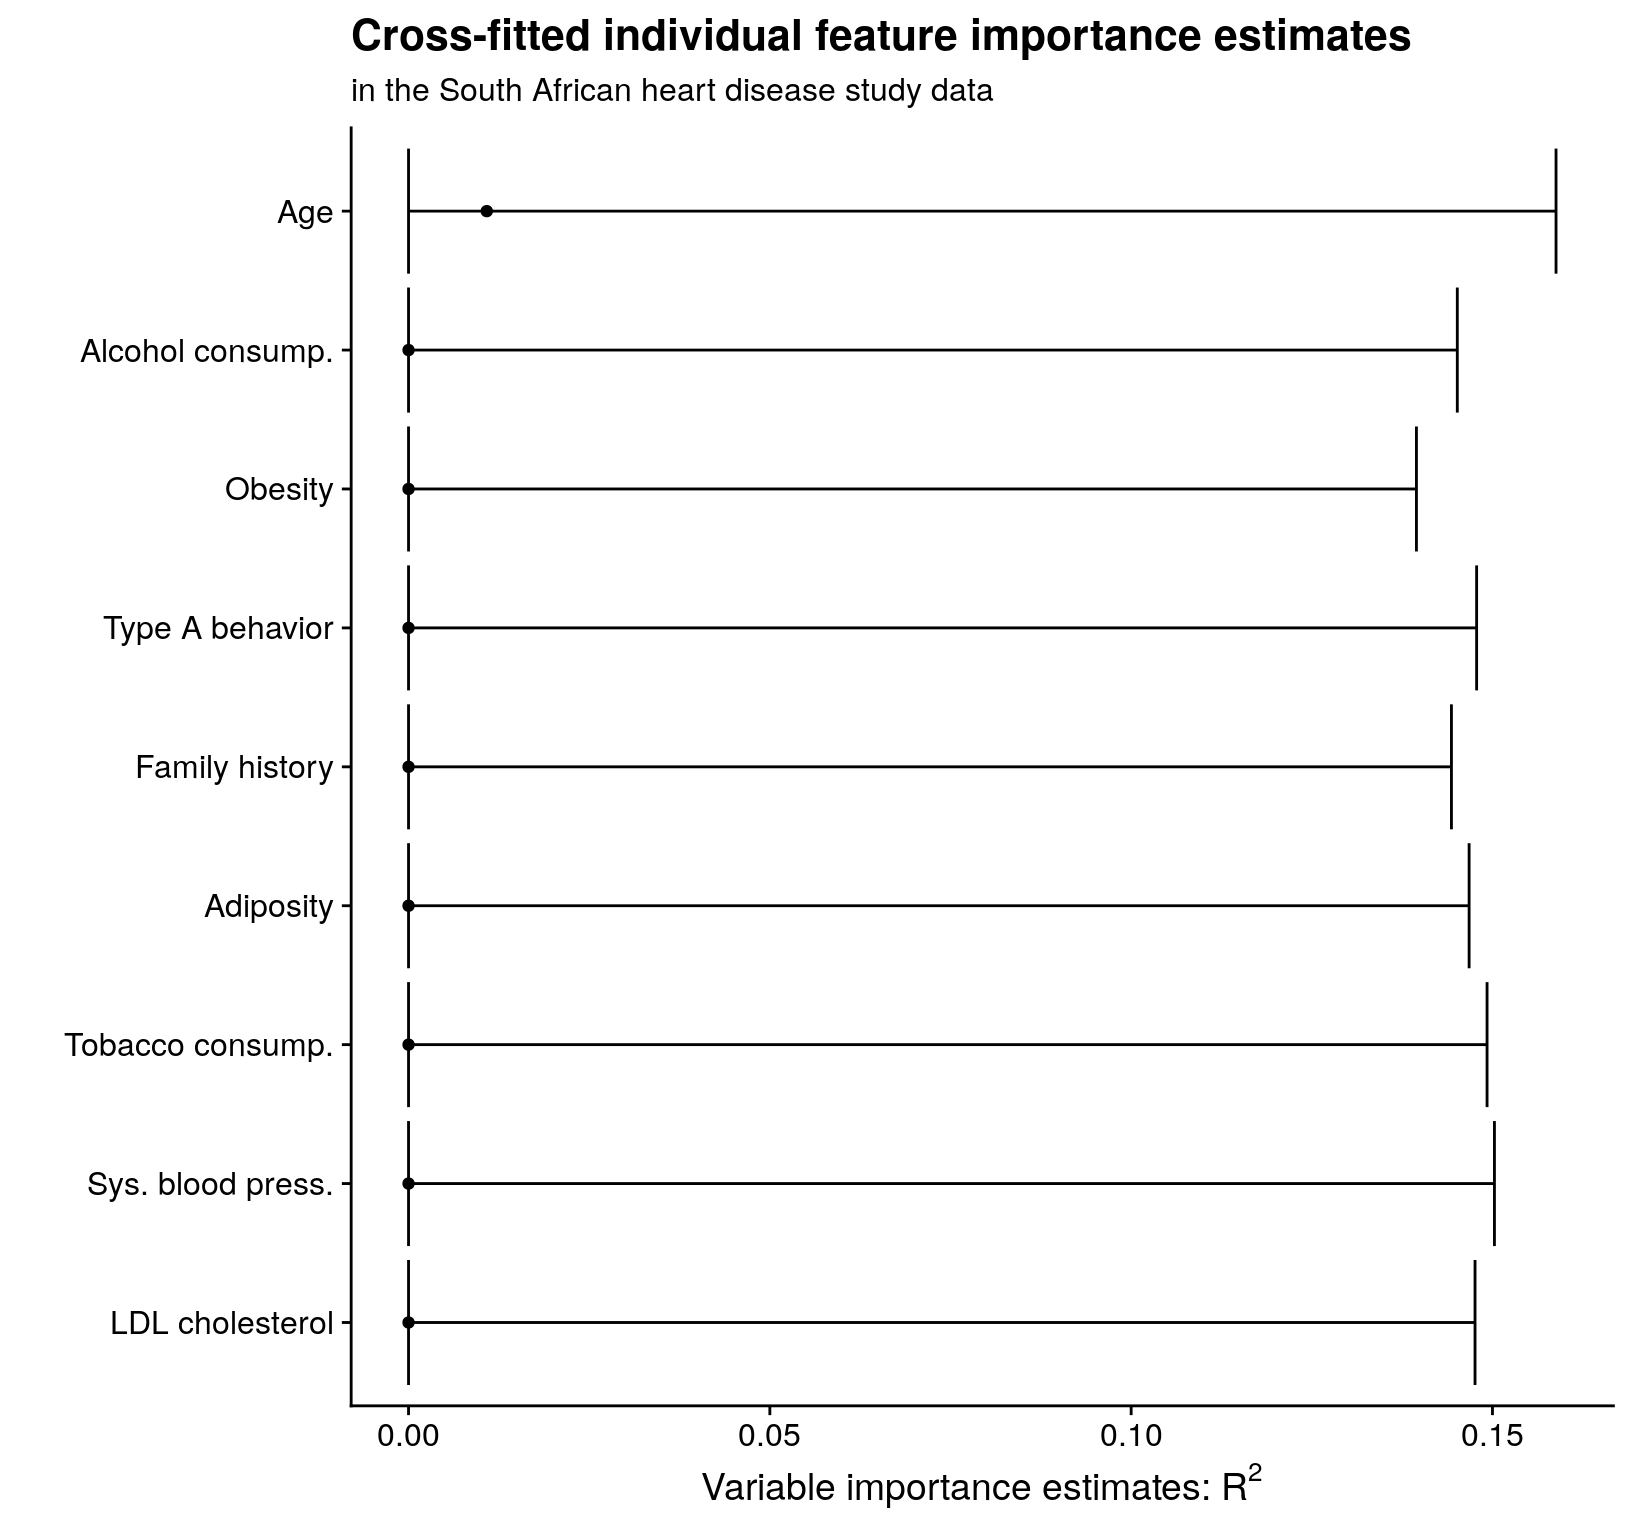 Cross-fitted individual feature importance estimates
in the South African heart disease study data
Age
Alcohol consump.
Obesity
Type A behavior
Family history
Adiposity
Tobacco consump.
Sys. blood press.
LDL cholesterol
0.00 0.05 0.10 0.15
Variable importance estimates: R²